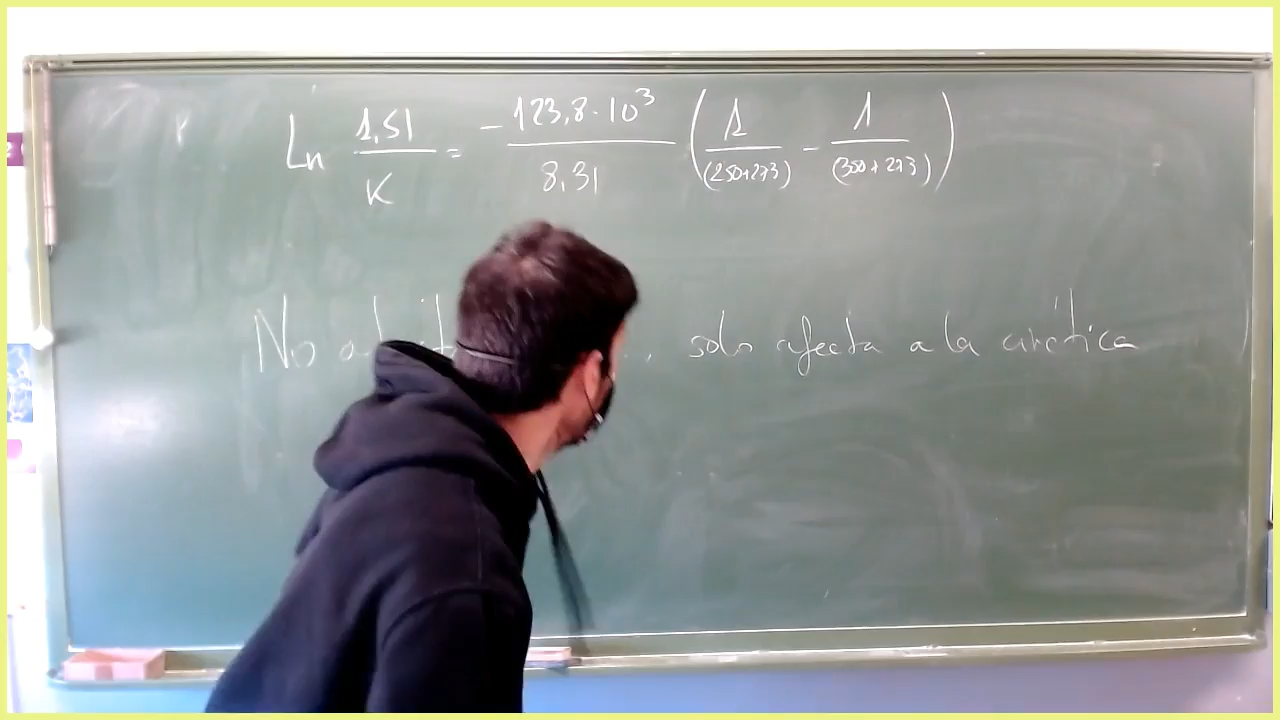 Ln 1,51 / K = - 123,8 · 10³ / 8,31 ( 1 / (250+273) - 1 / (300+273) )
No solo afecta a la cinética